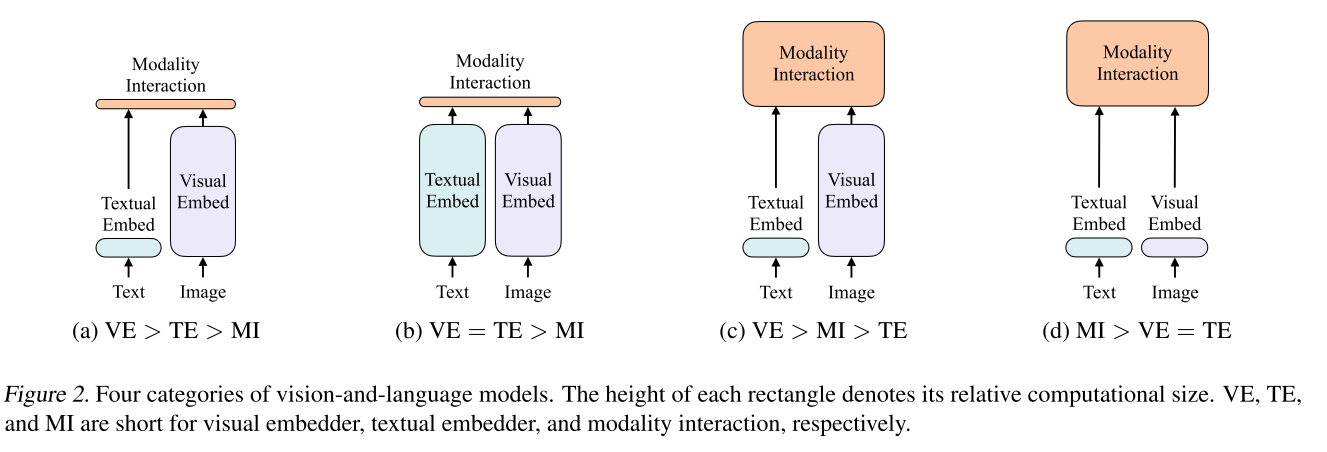 Modality
Interaction
Textual
Embed
Visual
Embed
Text
Image
(a) VE > TE > MI
Modality
Interaction
Textual
Embed
Visual
Embed
Text
Image
(b) VE = TE > MI
Modality
Interaction
Textual
Embed
Visual
Embed
Text
Image
(c) VE > MI > TE
Modality
Interaction
Textual
Embed
Visual
Embed
Text
Image
(d) MI > VE = TE
Figure 2. Four categories of vision-and-language models. The height of each rectangle denotes its relative computational size. VE, TE,
and MI are short for visual embedder, textual embedder, and modality interaction, respectively.